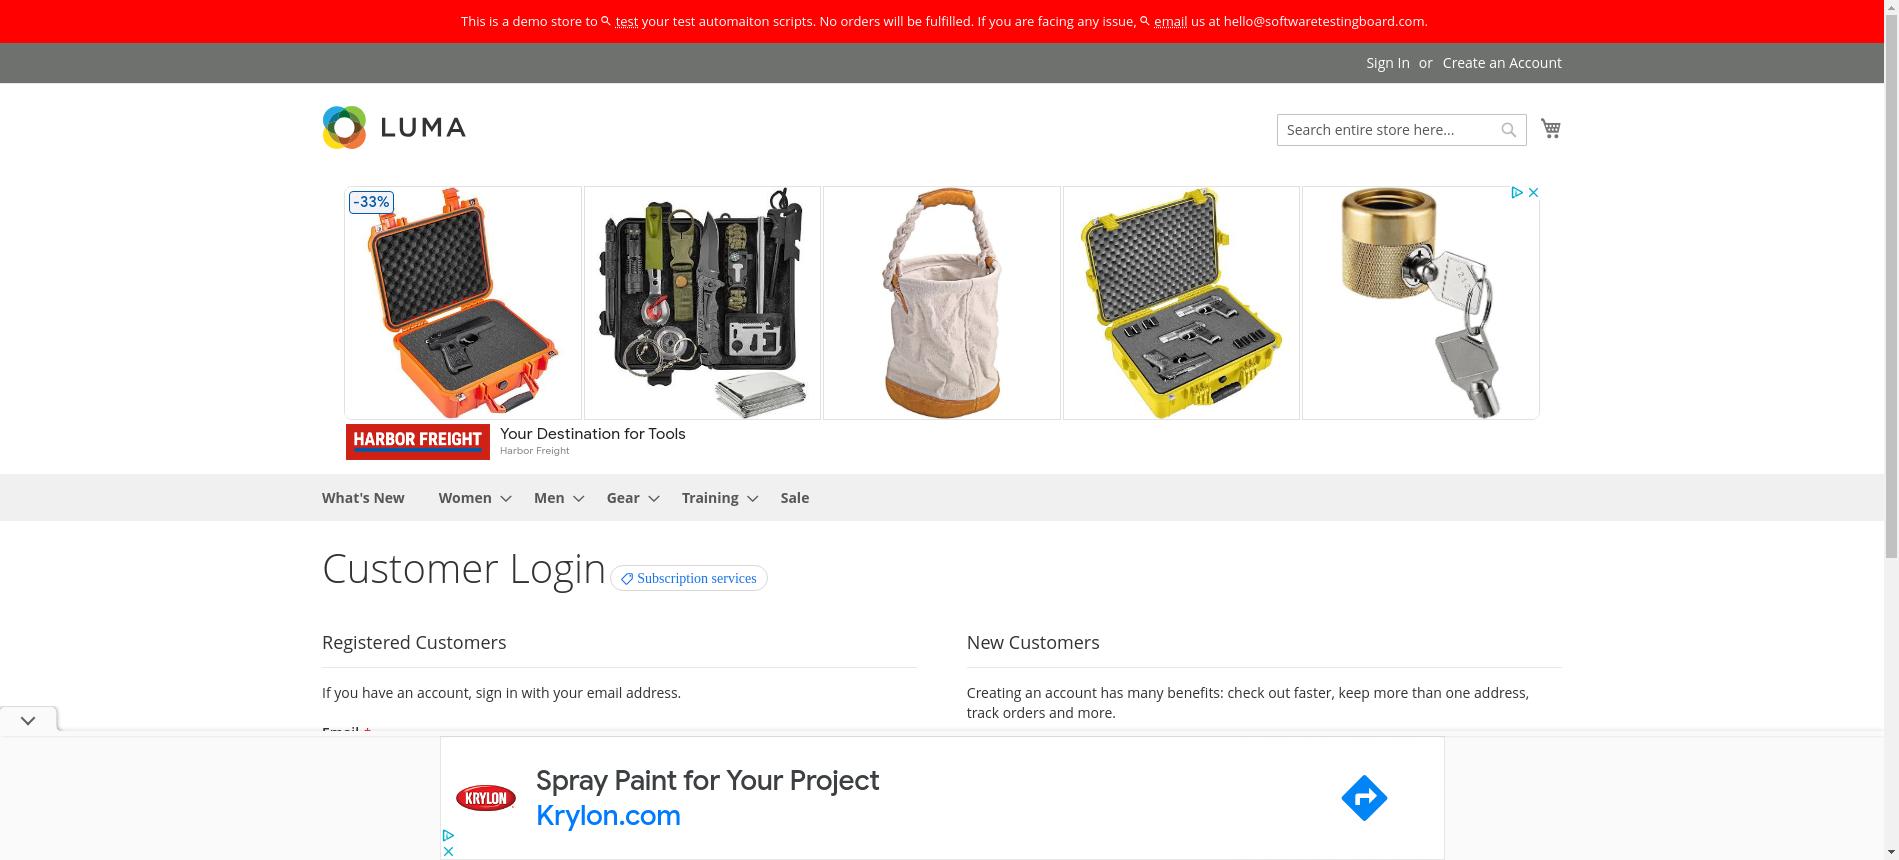 This is a demo store to test your test automaiton scripts. No orders will be fulfilled. If you are facing any issue, email us at hello@softwaretestingboard.com.
Sign In or Create an Account
LUMA
Search entire store here...
-33%
HARBOR FREIGHT
Your Destination for Tools
Harbor Freight
What's New Women Men Gear Training Sale
Customer Login
Subscription services
Registered Customers
If you have an account, sign in with your email address.
Email *
New Customers
Creating an account has many benefits: check out faster, keep more than one address,
track orders and more.
KRYLON
Spray Paint for Your Project
Krylon.com